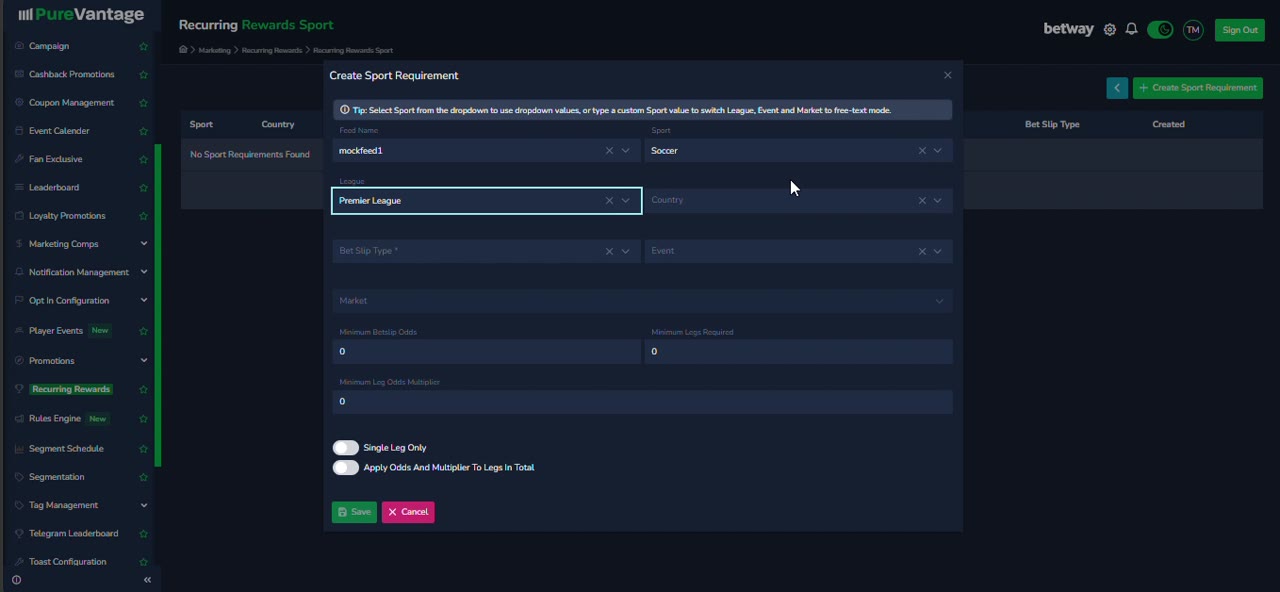 PureVantage
Campaign
Cashback Promotions
Coupon Management
Event Calender
Fan Exclusive
Leaderboard
Loyalty Promotions
Marketing Comps
Notification Management
Opt In Configuration
Player Events New
Promotions
Recurring Rewards
Rules Engine New
Segment Schedule
Segmentation
Tag Management
Telegram Leaderboard
Toast Configuration
Recurring Rewards Sport
Marketing > Recurring Rewards > Recurring Rewards Sport
betway TM Sign Out
+ Create Sport Requirement
Sport Country Bet Slip Type Created
No Sport Requirements Found
Create Sport Requirement
Tip: Select Sport from the dropdown to use dropdown values, or type a custom Sport value to switch League, Event and Market to free-text mode.
Feed Name Sport
mockfeed1 Soccer
League
Premier League Country
Bet Slip Type * Event
Market
Minimum Betslip Odds Minimum Legs Required
0 0
Minimum Leg Odds Multiplier
0
Single Leg Only
Apply Odds And Multiplier To Legs In Total
Save Cancel